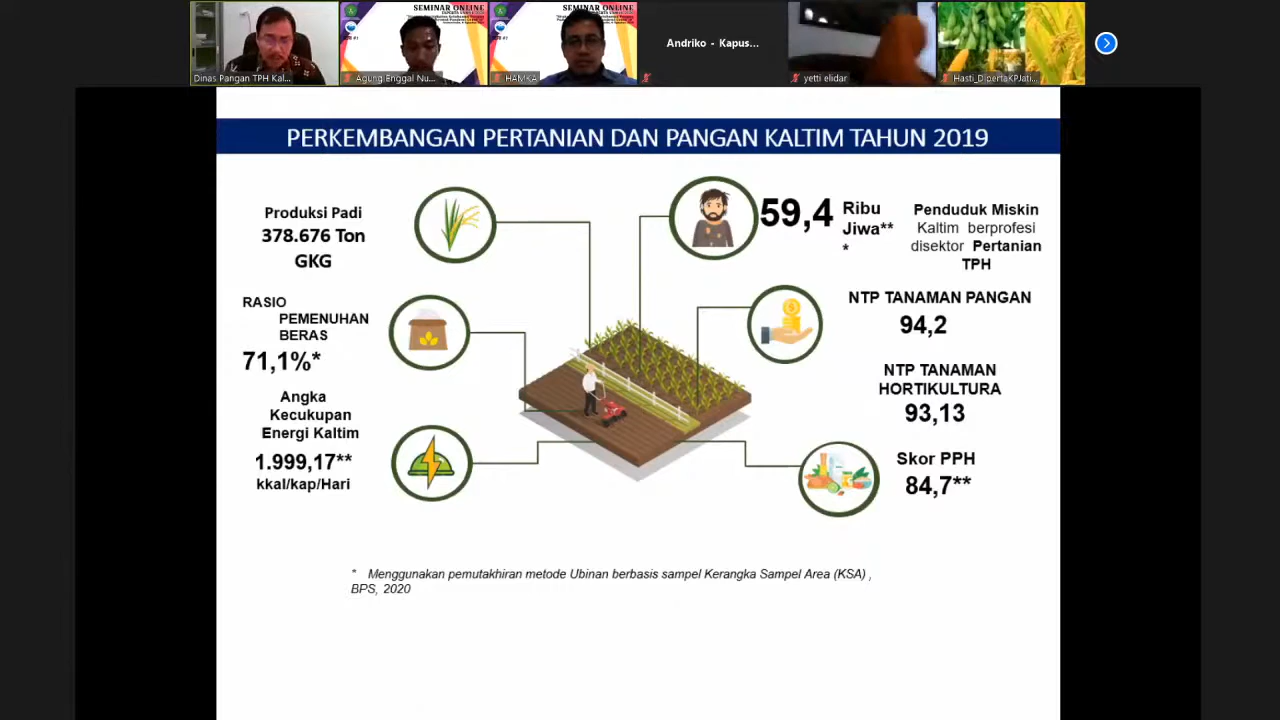 SEMINAR ONLINE
SEMINAR ONLINE
Andriko - Kapus...
Dinas Pangan TPH Kal...
Agung Enggal Nu...
HAMKA
yetti elidar
Hasti_DipertaKPJati...
PERKEMBANGAN PERTANIAN DAN PANGAN KALTIM TAHUN 2019
Produksi Padi
378.676 Ton
GKG
RASIO
PEMENUHAN
BERAS
71,1%*
Angka
Kecukupan
Energi Kaltim
1.999,17**
kkal/kap/Hari
59,4
Ribu
Jiwa**
*
Penduduk Miskin
Kaltim berprofesi
disektor Pertanian
TPH
NTP TANAMAN PANGAN
94,2
NTP TANAMAN
HORTIKULTURA
93,13
Skor PPH
84,7**
* Menggunakan pemutakhiran metode Ubinan berbasis sampel Kerangka Sampel Area (KSA) ,
BPS, 2020